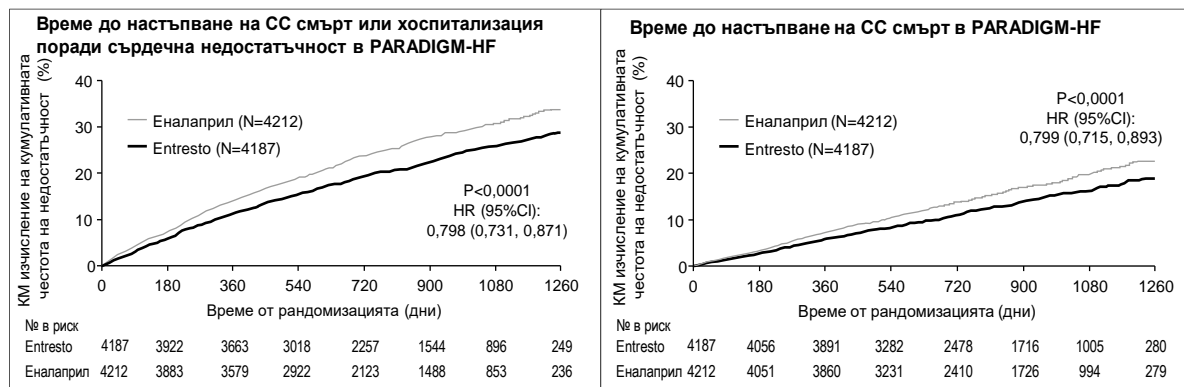 Време до настъпване на СС смърт или хоспитализация
поради сърдечна недостатъчност в PARADIGM-HF
КМ изчисление на кумулативната
честота на недостатъчност (%)
40
30
20
10
0
Еналаприл (N=4212)
Entresto (N=4187)
P<0,0001
HR (95%CI):
0,798 (0,731, 0,871)
0 180 360 540 720 900 1080 1260
Време от рандомизацията (дни)
№ в риск
Entresto 4187 3922 3663 3018 2257 1544 896 249
Еналаприл 4212 3883 3579 2922 2123 1488 853 236
Време до настъпване на СС смърт в PARADIGM-HF
КМ изчисление на кумулативната
честота на недостатъчност (%)
40
30
20
10
0
Еналаприл (N=4212)
Entresto (N=4187)
P<0,0001
HR (95%CI):
0,799 (0,715, 0,893)
0 180 360 540 720 900 1080 1260
Време от рандомизацията (дни)
№ в риск
Entresto 4187 4056 3891 3282 2478 1716 1005 280
Еналаприл 4212 4051 3860 3231 2410 1726 994 279